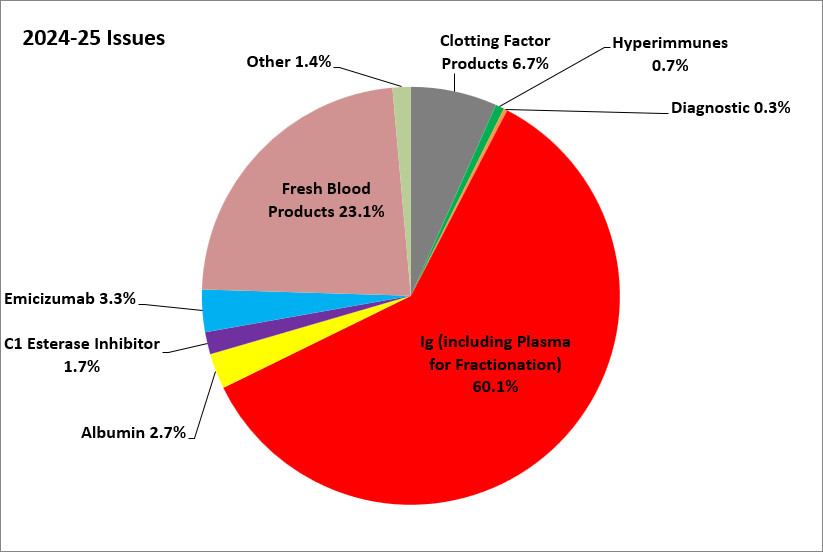 2024-25 Issues
Other 1.4%
Clotting Factor
Products 6.7%
Hyperimmunes
0.7%
Diagnostic 0.3%
Fresh Blood
Products 23.1%
Emicizumab 3.3%
C1 Esterase Inhibitor
1.7%
Albumin 2.7%
Ig (including Plasma
for Fractionation)
60.1%